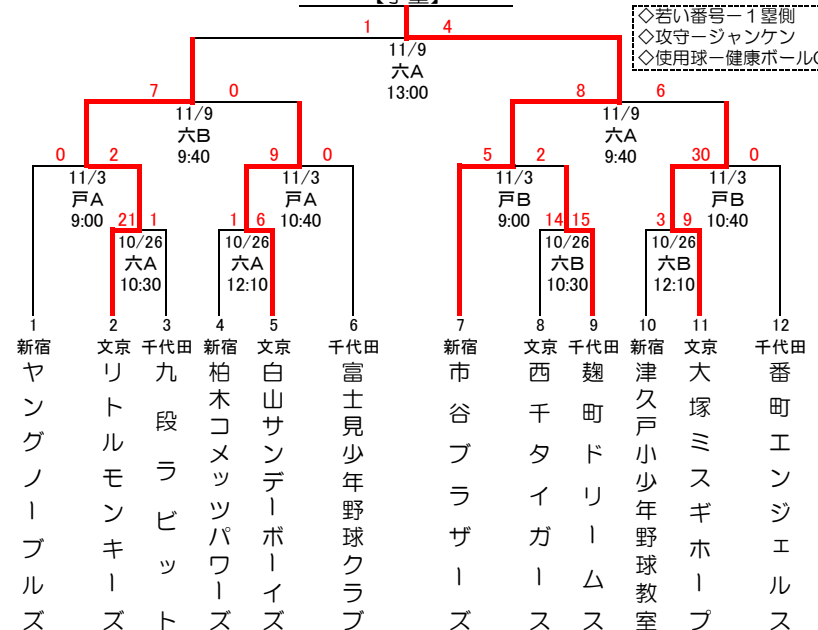 ◇若い番号－１塁側
◇攻守－ジャンケン
◇使用球－健康ボール
1 4
11/9
六A
13:00
7 0
11/9
六B
9:40
8 6
11/9
六A
9:40
0 2
11/3
戸A
9:00
9 0
11/3
戸A
10:40
5 2
11/3
戸B
9:00
30 0
11/3
戸B
10:40
21 1
10/26
六A
10:30
1 6
10/26
六A
12:10
14 15
10/26
六B
10:30
3 9
10/26
六B
12:10
1 2 3 4 5 6 7 8 9 10 11 12
新宿 文京 千代田 新宿 文京 千代田 新宿 文京 千代田 新宿 文京 千代田
ヤングノーブルズ
リトルモンキーズ
九段ラビット
柏木コメッツパワーズ
白山サンデーボーイズ
富士見少年野球クラブ
市谷ブラザーズ
西千タイガース
麹町ドリームス
津久戸小少年野球教室
大塚ミスギホープ
番町エンジェルス